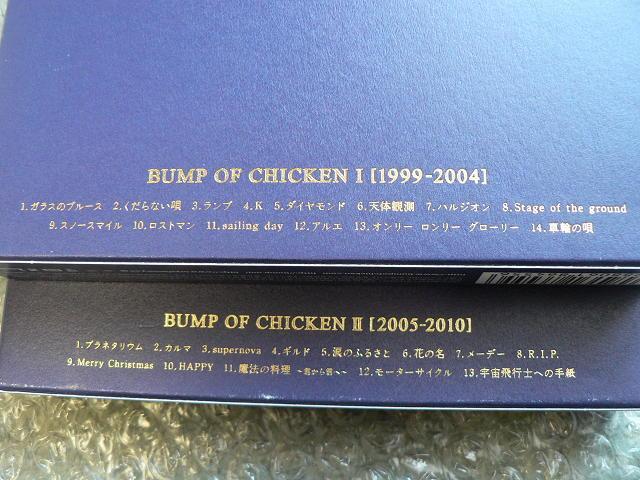 BUMP OF CHICKEN I [1999-2004]
1.ガラスのブルース 2.くだらない唄 3.ランプ 4.K 5.ダイヤモンド 6.天体観測 7.ハルジオン 8.Stage of the ground
9.スノースマイル 10.ロストマン 11.sailing day 12.アルエ 13.オンリー ロンリー グローリー 14.車輪の唄
BUMP OF CHICKEN II [2005-2010]
1.プラネタリウム 2.カルマ 3.supernova 4.ギルド 5.涙のふるさと 6.花の名 7.メーデー 8.R.I.P.
9.Merry Christmas 10.HAPPY 11.魔法の料理 ~君から君へ~ 12.モーターサイクル 13.宇宙飛行士への手紙